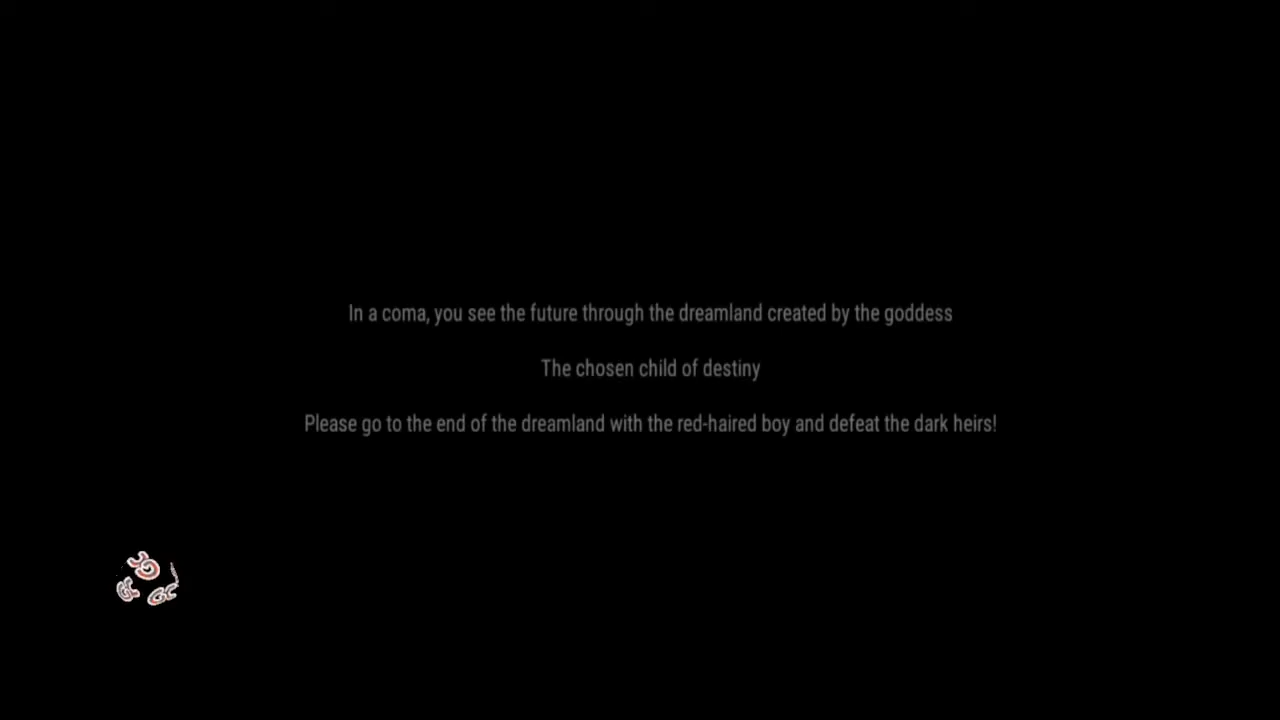 In a coma, you see the future through the dreamland created by the goddess
The chosen child of destiny
Please go to the end of the dreamland with the red-haired boy and defeat the dark heirs!